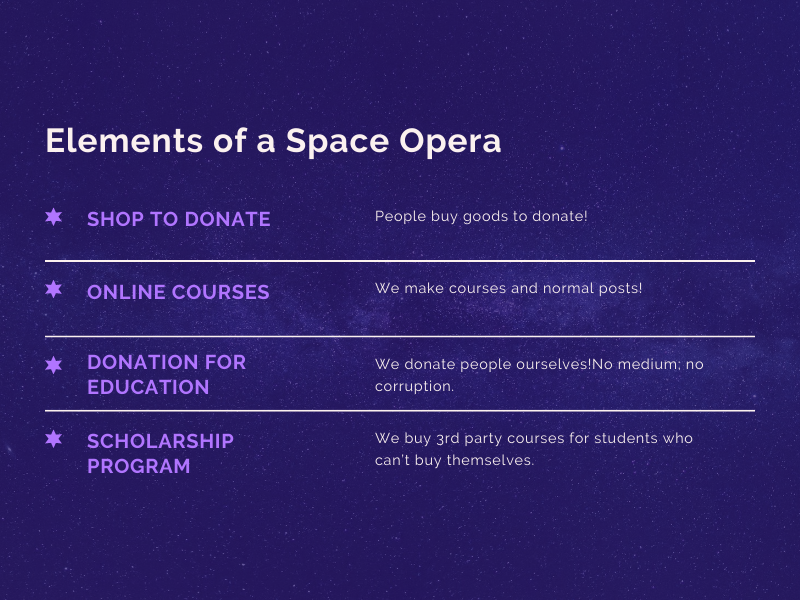 Elements of a Space Opera
SHOP TO DONATE
People buy goods to donate!
ONLINE COURSES
We make courses and normal posts!
DONATION FOR
EDUCATION
We donate people ourselves!No medium; no
corruption.
SCHOLARSHIP
PROGRAM
We buy 3rd party courses for students who
can't buy themselves.